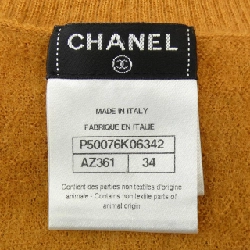 CHANEL
MADE IN ITALY
FABRIQUE EN ITALIE
P50076K06342
AZ361 34
Contient des parties non textiles d'origine
animale. Contains non textile parts of
animal origin.